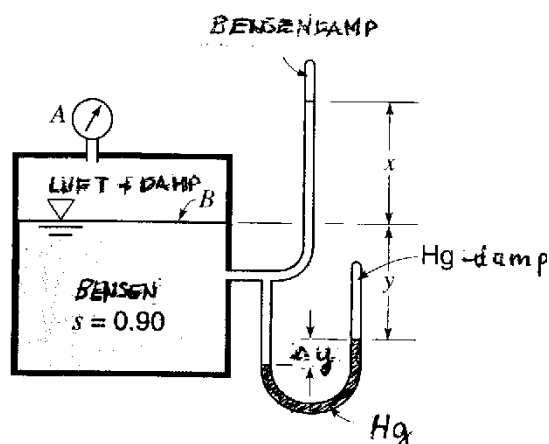 BENSENDAMP
A
LUFT + DAMP
B
x
Hg-damp
y
BENSEN
s = 0.90
Δy
Hg